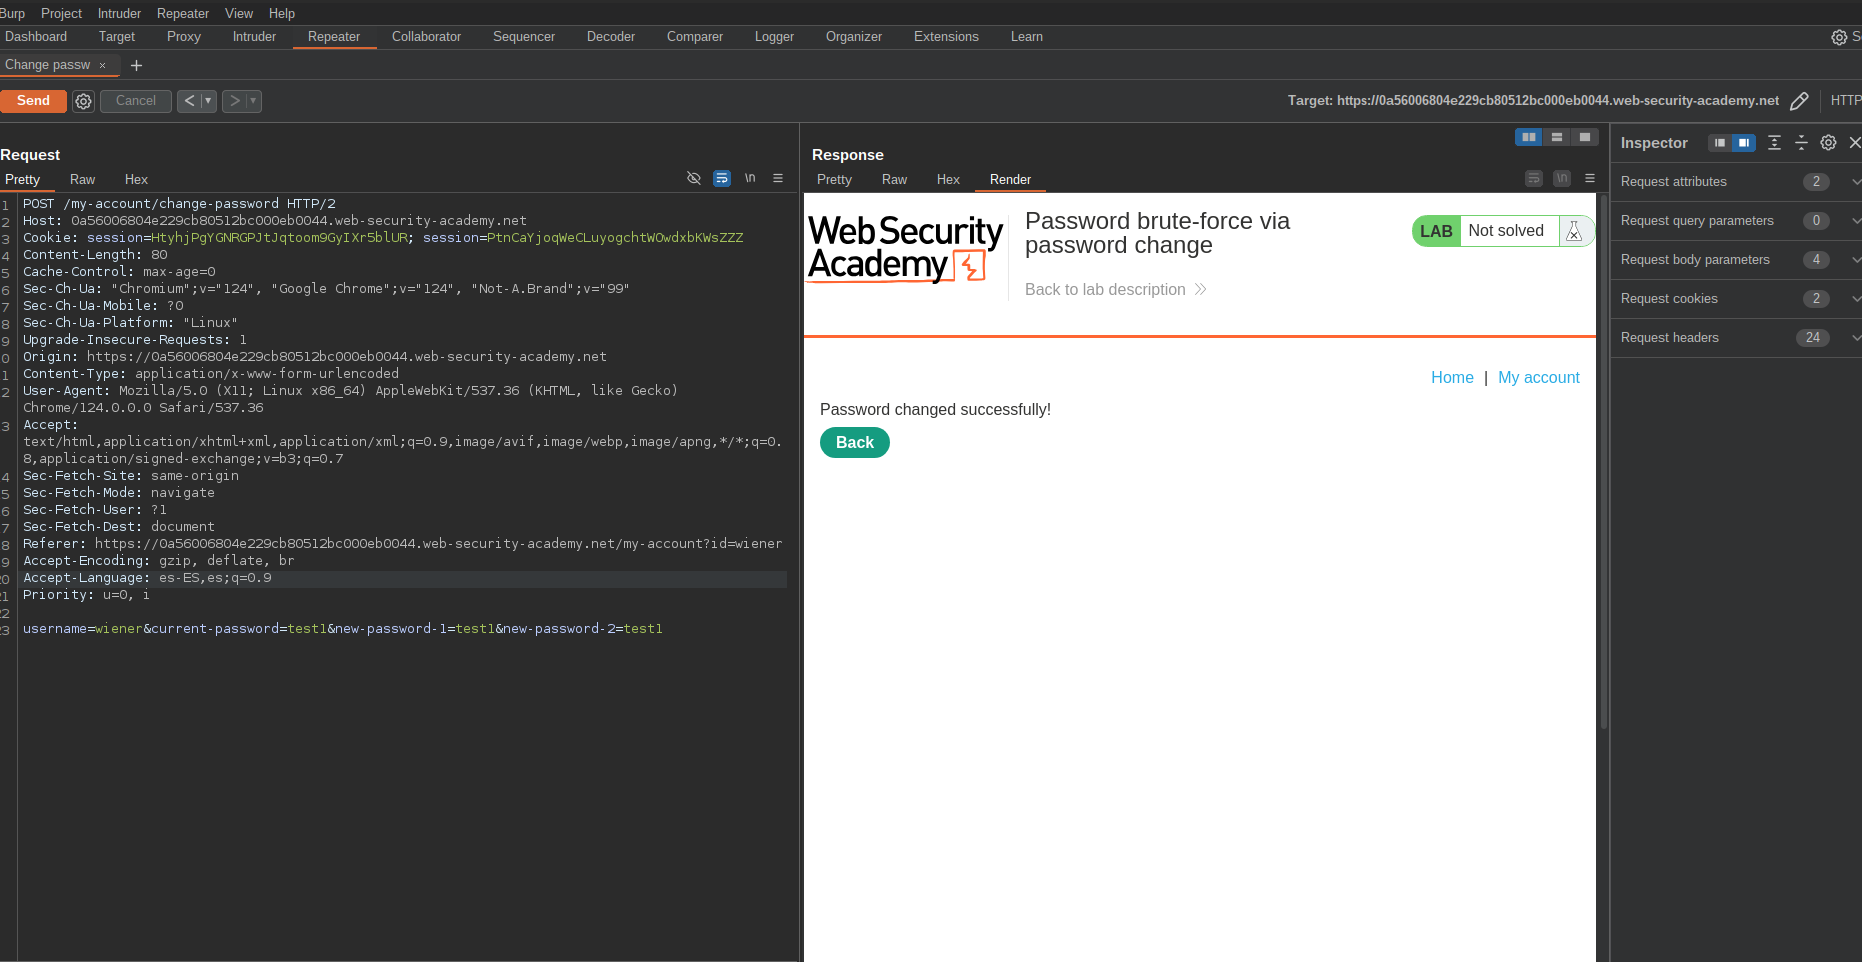 Burp Project Intruder Repeater View Help
Dashboard Target Proxy Intruder Repeater Collaborator Sequencer Decoder Comparer Logger Organizer Extensions Learn S
Change passw × +
Send Cancel < > Target: https://0a56006804e229cb80512bc000eb0044.web-security-academy.net HTTP
Request
Pretty Raw Hex \n
1 POST /my-account/change-password HTTP/2
2 Host: 0a56006804e229cb80512bc000eb0044.web-security-academy.net
3 Cookie: session=HtyhjPgYGNRGPJtJqtoom9GyIXr5blUR; session=PtnCaYjoqWeCLuyogchtWOwdxbKWsZZZ
4 Content-Length: 80
5 Cache-Control: max-age=0
6 Sec-Ch-Ua: "Chromium";v="124", "Google Chrome";v="124", "Not-A.Brand";v="99"
7 Sec-Ch-Ua-Mobile: ?0
8 Sec-Ch-Ua-Platform: "Linux"
9 Upgrade-Insecure-Requests: 1
0 Origin: https://0a56006804e229cb80512bc000eb0044.web-security-academy.net
1 Content-Type: application/x-www-form-urlencoded
2 User-Agent: Mozilla/5.0 (X11; Linux x86_64) AppleWebKit/537.36 (KHTML, like Gecko)
Chrome/124.0.0.0 Safari/537.36
3 Accept:
text/html,application/xhtml+xml,application/xml;q=0.9,image/avif,image/webp,image/apng,*/*;q=0.
8,application/signed-exchange;v=b3;q=0.7
4 Sec-Fetch-Site: same-origin
5 Sec-Fetch-Mode: navigate
6 Sec-Fetch-User: ?1
7 Sec-Fetch-Dest: document
8 Referer: https://0a56006804e229cb80512bc000eb0044.web-security-academy.net/my-account?id=wiener
9 Accept-Encoding: gzip, deflate, br
20 Accept-Language: es-ES,es;q=0.9
21 Priority: u=0, i
22
23 username=wiener&current-password=test1&new-password-1=test1&new-password-2=test1
Response
Pretty Raw Hex Render \n
Web Security
Academy
Password brute-force via
password change
Back to lab description
LAB Not solved
Home | My account
Password changed successfully!
Back
Inspector
Request attributes 2
Request query parameters 0
Request body parameters 4
Request cookies 2
Request headers 24